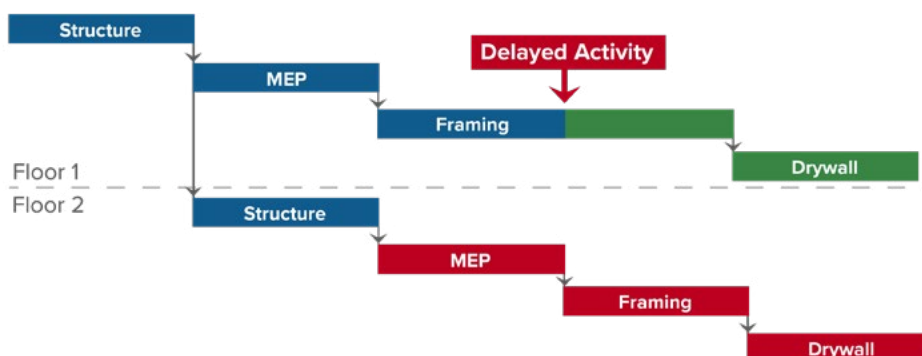 Structure
Delayed Activity
MEP
Framing
Drywall
Floor 1
Floor 2
Structure
MEP
Framing
Drywall